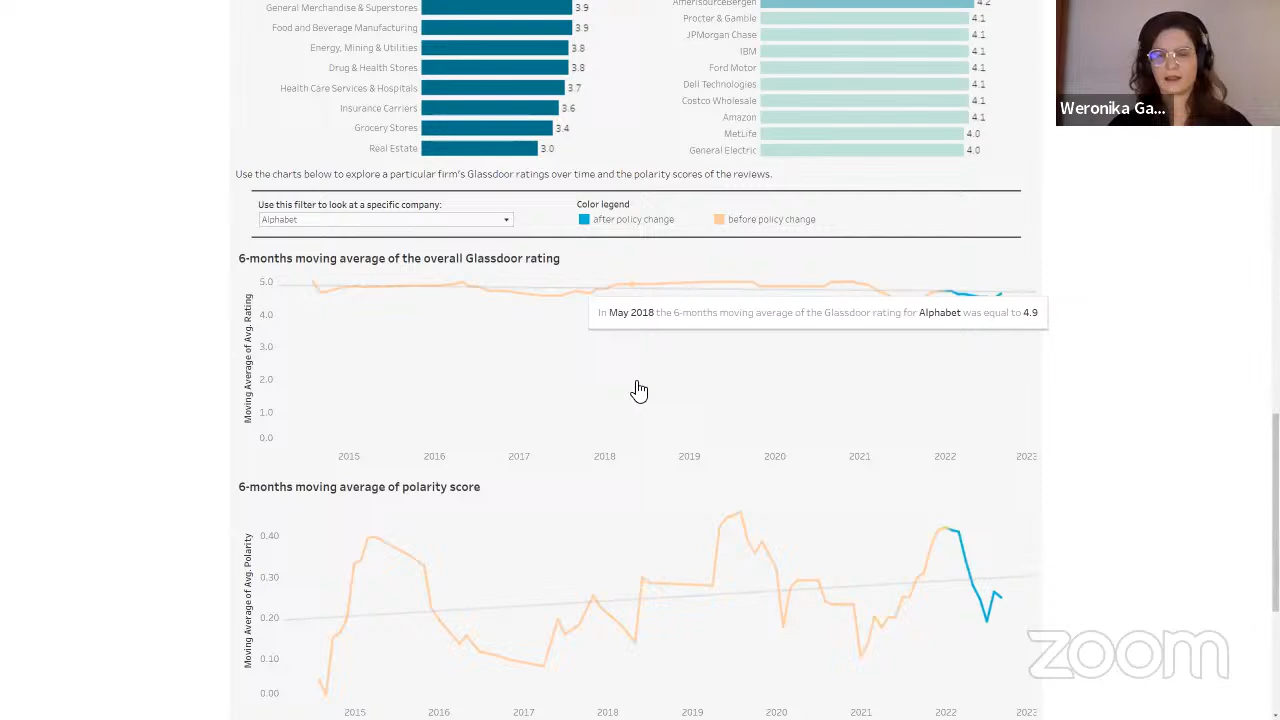 General Merchandise & Superstores 3.9
Food and Beverage Manufacturing 3.9
Energy, Mining & Utilities 3.8
Drug & Health Stores 3.8
Health Care Services & Hospitals 3.7
Insurance Carriers 3.6
Grocery Stores 3.4
Real Estate 3.0
AmerisourceBergen 4.2
Procter & Gamble 4.1
JPMorgan Chase 4.1
IBM 4.1
Ford Motor 4.1
Dell Technologies 4.1
Costco Wholesale 4.1
Amazon 4.1
MetLife 4.0
General Electric 4.0
Weronika Ga...
Use the charts below to explore a particular firm's Glassdoor ratings over time and the polarity scores of the reviews.
Use this filter to look at a specific company:
Alphabet
Color legend
after policy change
before policy change
6-months moving average of the overall Glassdoor rating
Moving Average of Avg. Rating
5.0
4.0
3.0
2.0
1.0
0.0
In May 2018 the 6-months moving average of the Glassdoor rating for Alphabet was equal to 4.9
2015 2016 2017 2018 2019 2020 2021 2022 2023
6-months moving average of polarity score
Moving Average of Avg. Polarity
0.40
0.30
0.20
0.10
0.00
2015 2016 2017 2018 2019 2020 2021 2022 2023
zoom